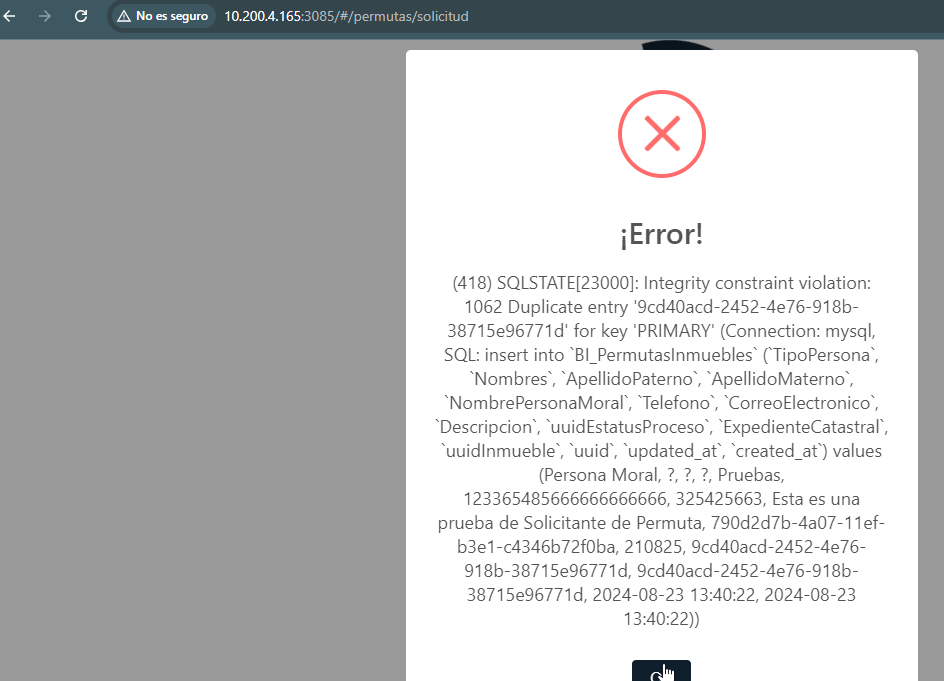 No es seguro 10.200.4.165:3085/#/permutas/solicitud
¡Error!
(418) SQLSTATE[23000]: Integrity constraint violation:
1062 Duplicate entry '9cd40acd-2452-4e76-918b-
38715e96771d' for key 'PRIMARY' (Connection: mysql,
SQL: insert into `BI_PermutasInmuebles` (`TipoPersona`,
`Nombres`, `ApellidoPaterno`, `ApellidoMaterno`,
`NombrePersonaMoral`, `Telefono`, `CorreoElectronico`,
`Descripcion`, `uuidEstatusProceso`, `ExpedienteCatastral`,
`uuidInmueble`, `uuid`, `updated_at`, `created_at`) values
(Persona Moral, ?, ?, ?, Pruebas,
123365485666666666666, 325425663, Esta es una
prueba de Solicitante de Permuta, 790d2d7b-4a07-11ef-
b3e1-c4346b72f0ba, 210825, 9cd40acd-2452-4e76-
918b-38715e96771d, 9cd40acd-2452-4e76-918b-
38715e96771d, 2024-08-23 13:40:22, 2024-08-23
13:40:22))